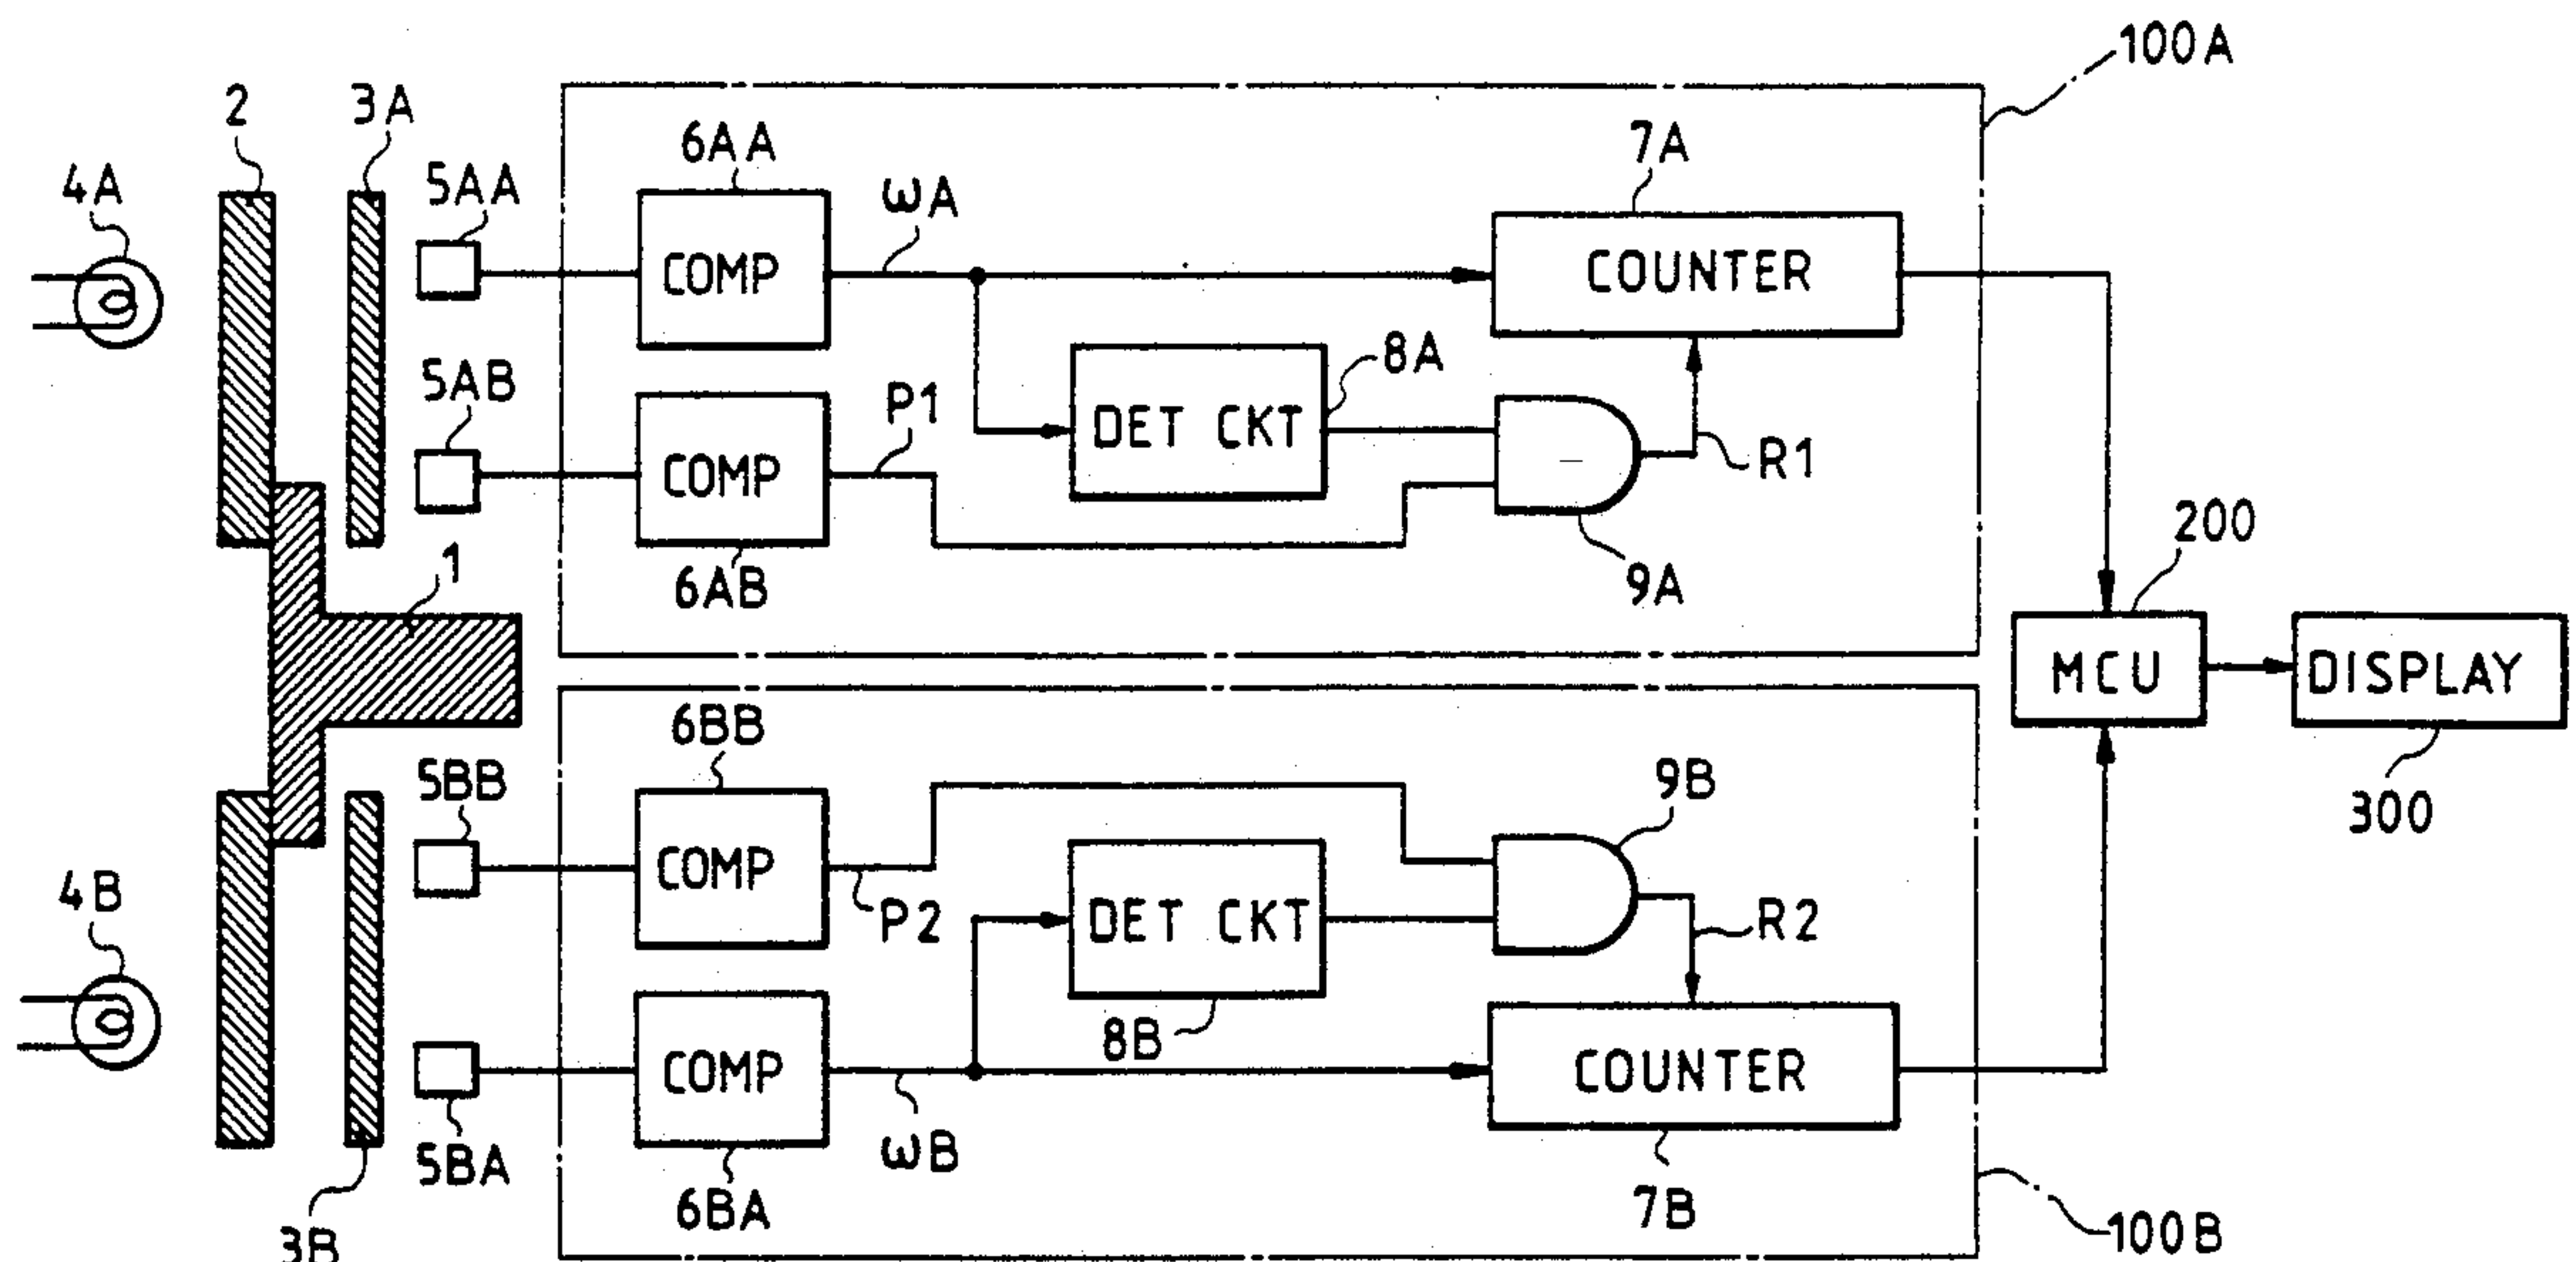 100A
2
3A
4A
5AA
6AA
ωA
7A
COMP
COUNTER
8A
5AB
P1
DET CKT
COMP
R1
1
6AB
9A
200
MCU
DISPLAY
300
6BB
5BB
9B
COMP
P2
DET CKT
R2
4B
8B
COMP
COUNTER
5BA
ωB
6BA
7B
3B
100B